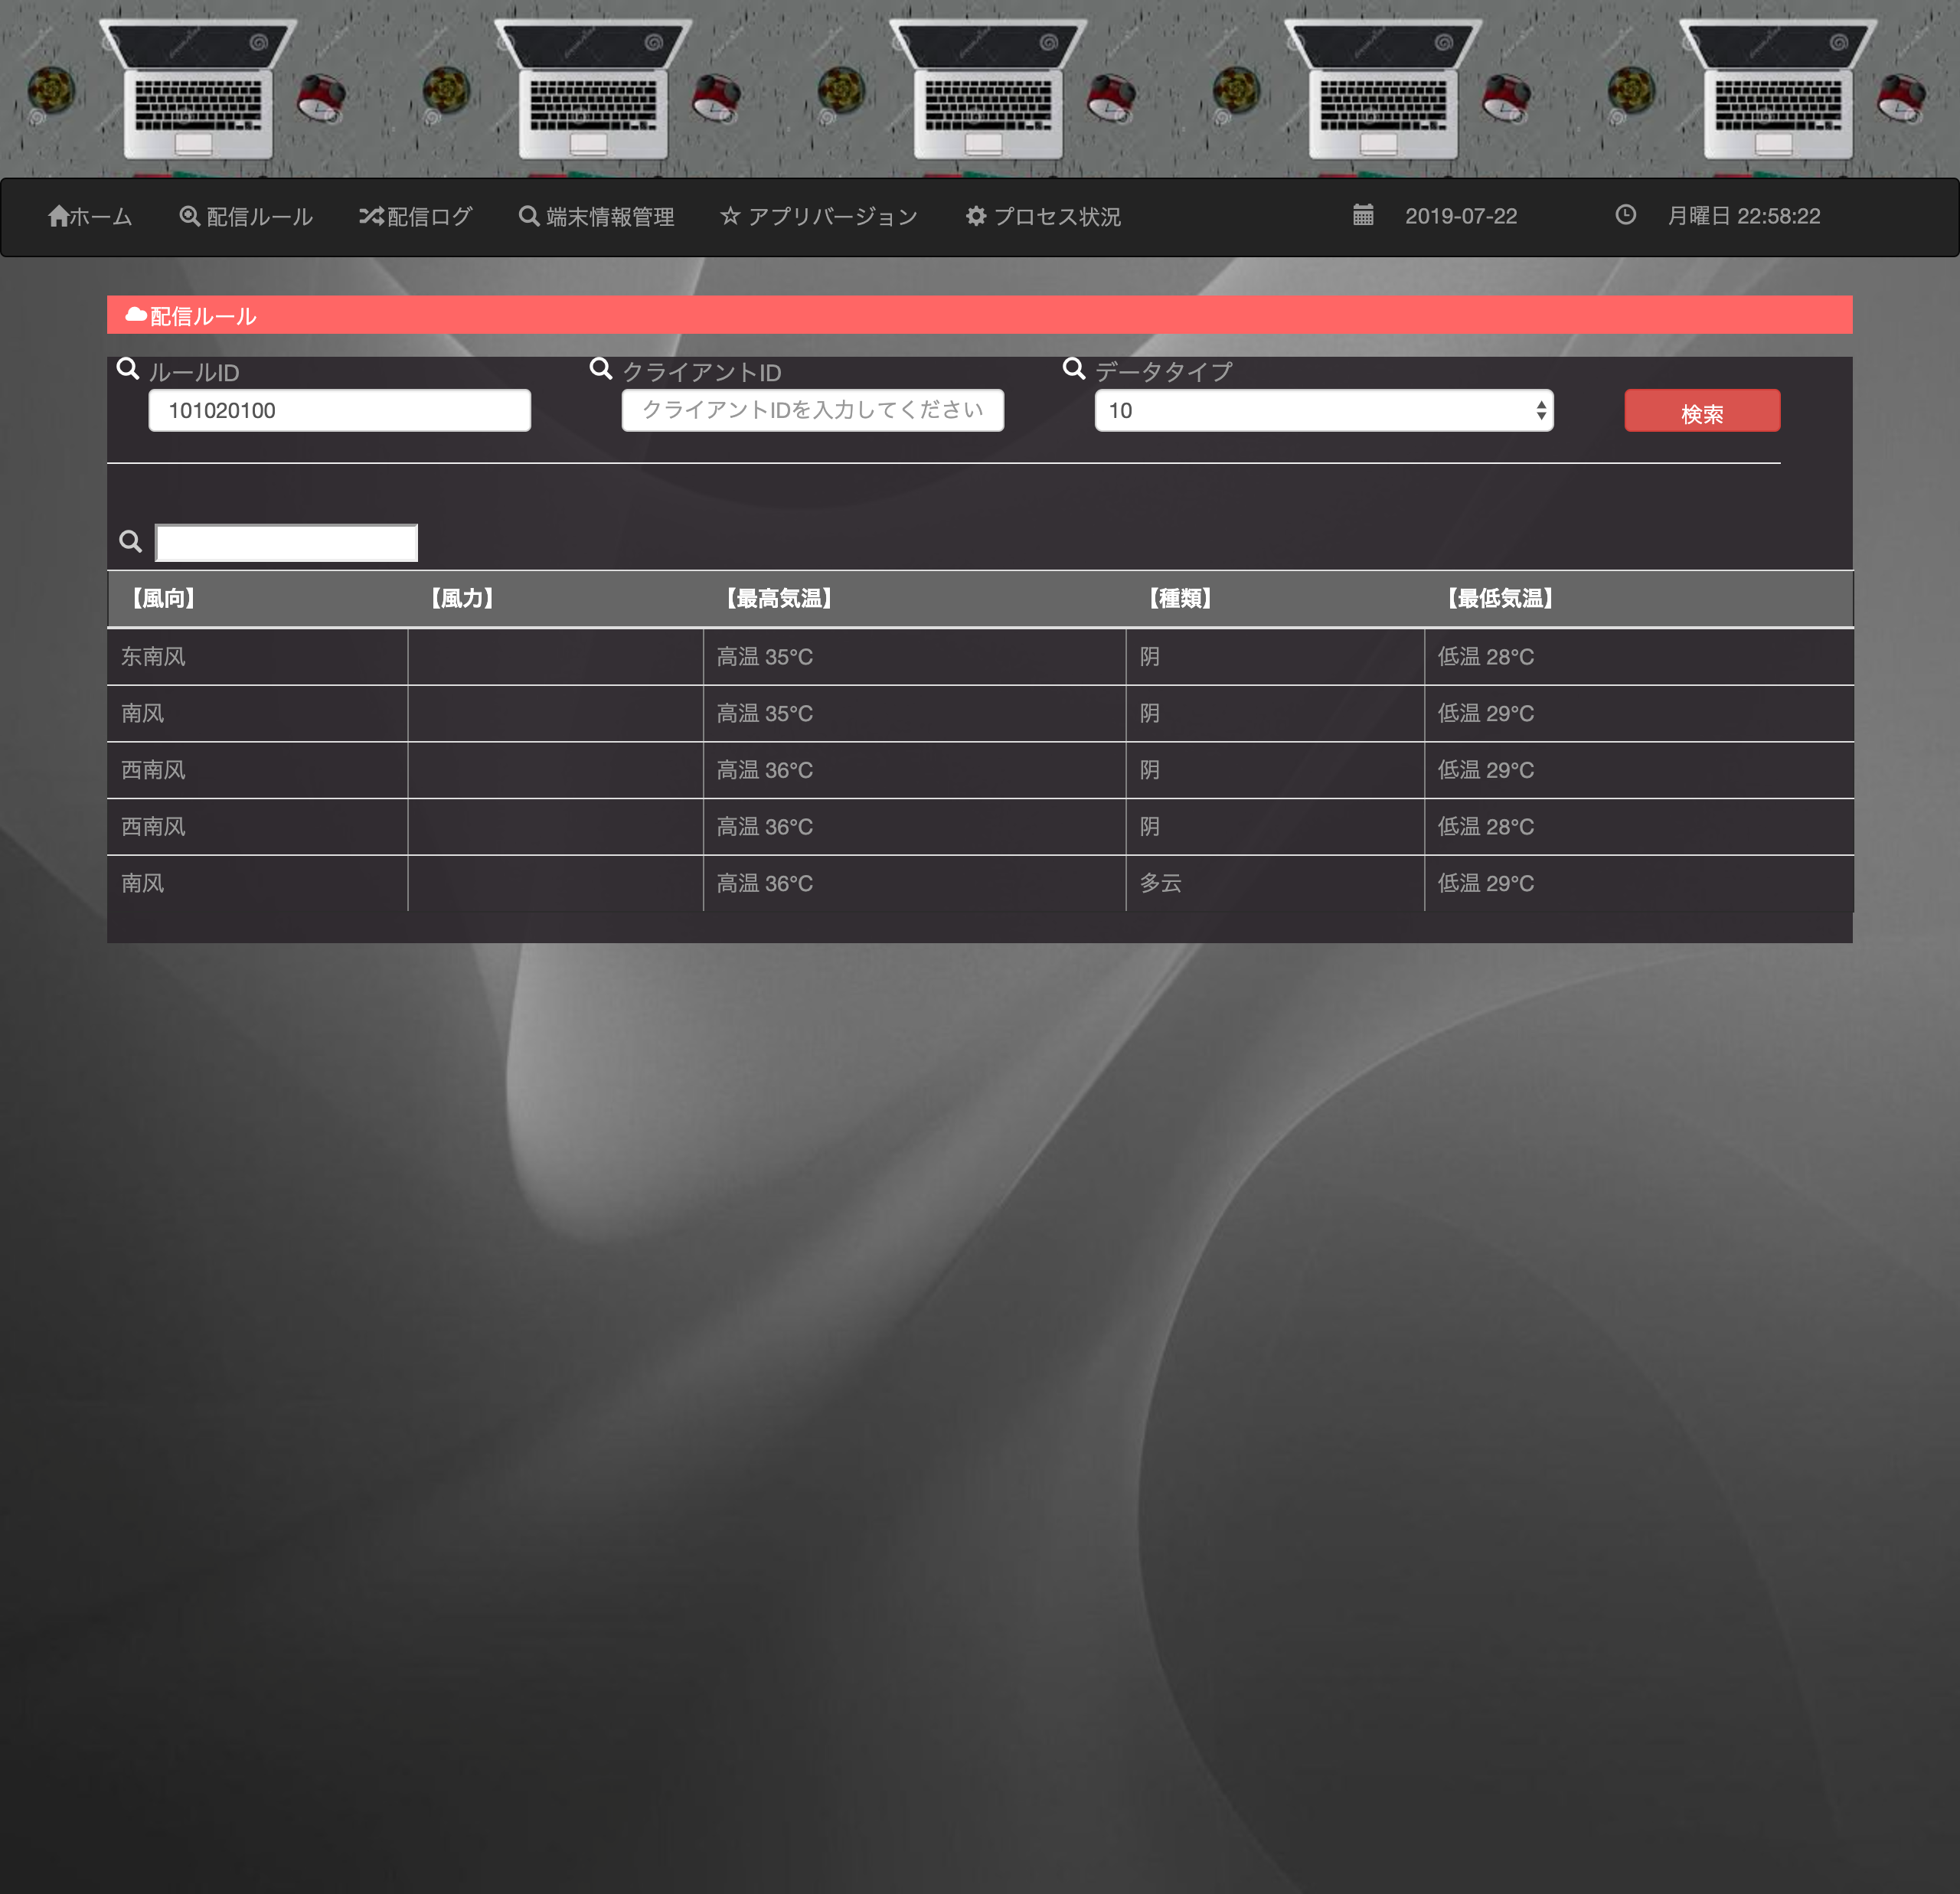 ホーム 配信ルール 配信ログ 端末情報管理 アプリバージョン プロセス状況 2019-07-22 月曜日 22:58:22
配信ルール
ルールID クライアントID データタイプ
101020100 クライアントIDを入力してください 10 検索
【風向】 【風力】 【最高気温】 【種類】 【最低気温】
东南风 高温 35℃ 阴 低温 28℃
南风 高温 35℃ 阴 低温 29℃
西南风 高温 36℃ 阴 低温 29℃
西南风 高温 36℃ 阴 低温 28℃
南风 高温 36℃ 多云 低温 29℃